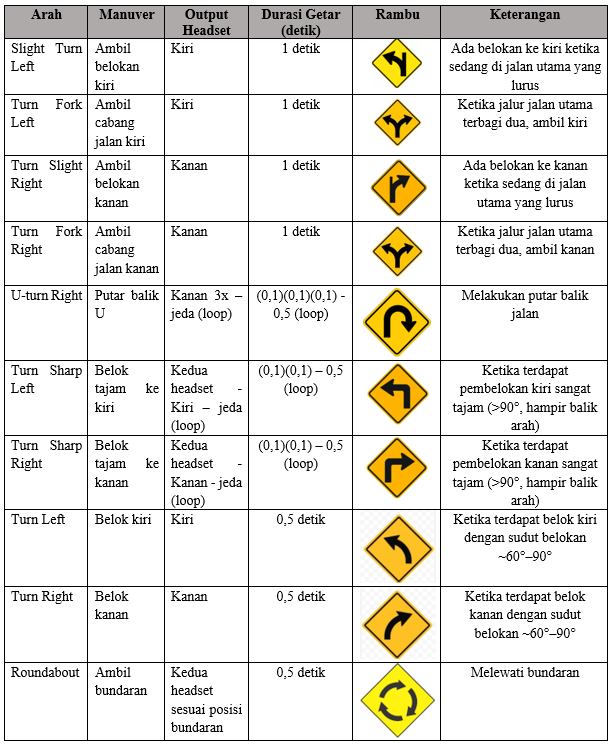 Arah Manuver Output Headset Durasi Getar (detik) Rambu Keterangan
Slight Turn Left
Ambil belokan kiri
Kiri
1 detik
Ada belokan ke kiri ketika
sedang di jalan utama yang
lurus
Turn Fork Left
Ambil cabang jalan kiri
Kiri
1 detik
Ketika jalur jalan utama
terbagi dua, ambil kiri
Turn Slight Right
Ambil belokan kanan
Kanan
1 detik
Ada belokan ke kanan
ketika sedang di jalan
utama yang lurus
Turn Fork Right
Ambil cabang jalan kanan
Kanan
1 detik
Ketika jalur jalan utama
terbagi dua, ambil kanan
U-turn Right
Putar balik U
Kanan 3x – jeda (loop)
(0,1)(0,1)(0,1) - 0,5 (loop)
Melakukan putar balik
jalan
Turn Sharp Left
Belok tajam ke kiri
Kedua headset - Kiri – jeda (loop)
(0,1)(0,1) – 0,5 (loop)
Ketika terdapat
pembelokan kiri sangat
tajam (>90°, hampir balik
arah)
Turn Sharp Right
Belok tajam ke kanan
Kedua headset - Kanan - jeda (loop)
(0,1)(0,1) – 0,5 (loop)
Ketika terdapat
pembelokan kanan sangat
tajam (>90°, hampir balik
arah)
Turn Left
Belok kiri
Kiri
0,5 detik
Ketika terdapat belok kiri
dengan sudut belokan
~60°–90°
Turn Right
Belok kanan
Kanan
0,5 detik
Ketika terdapat belok
kanan dengan sudut
belokan ~60°–90°
Roundabout
Ambil bundaran
Kedua headset sesuai posisi bundaran
0,5 detik
Melewati bundaran